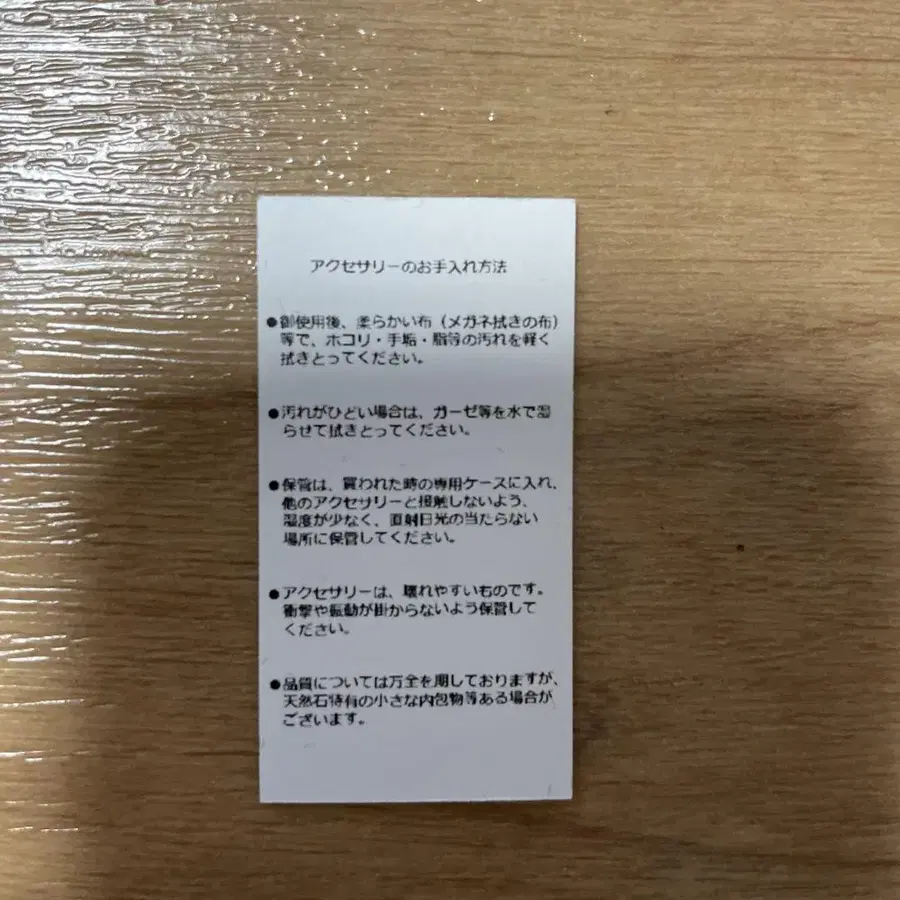 アクセサリーのお手入れ方法
●御使用後、柔らかい布（メガネ拭きの布）
等で、ホコリ・手垢・脂等の汚れを軽く
拭きとってください。
●汚れがひどい場合は、ガーゼ等を水で湿
らせて拭きとってください。
●保管は、買われた時の専用ケースに入れ、
他のアクセサリーと接触しないよう、
湿度が少なく、直射日光の当たらない
場所に保管してください。
●アクセサリーは、壊れやすいものです。
衝撃や振動が掛からないよう保管して
ください。
●品質については万全を期しておりますが、
天然石特有の小さな内包物等ある場合が
ございます。